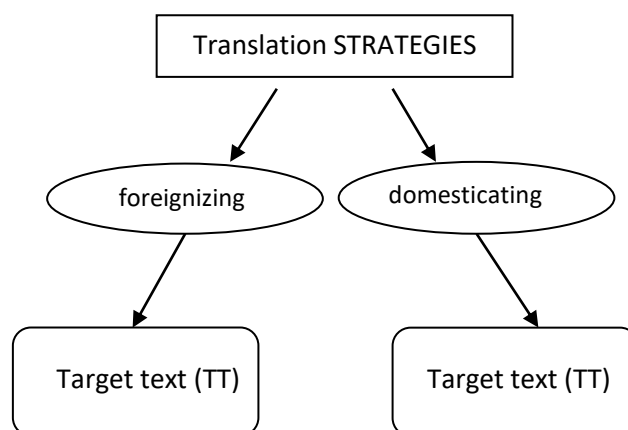 Translation STRATEGIES
foreignizing
domesticating
Target text (TT)
Target text (TT)